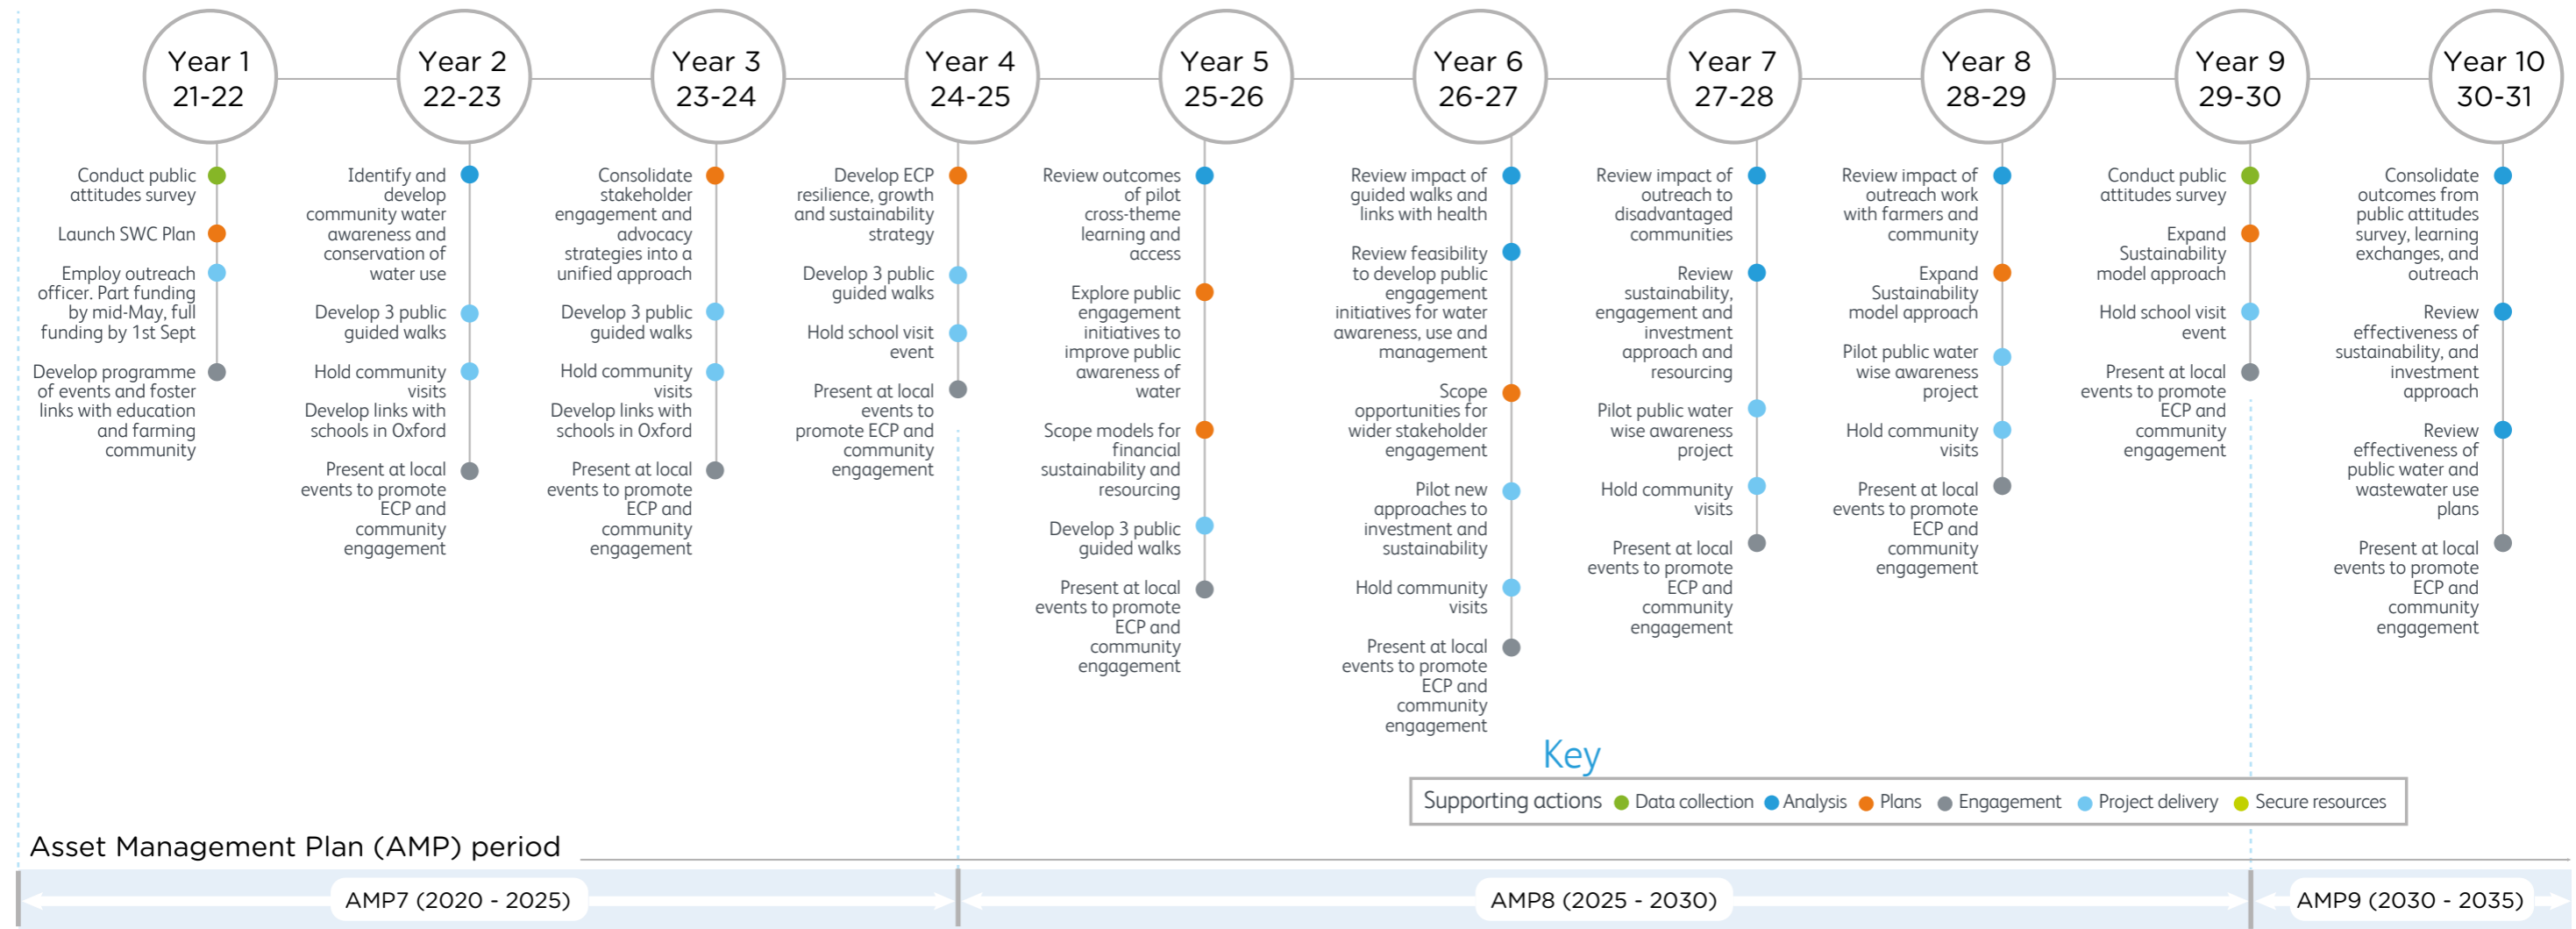 Year 1
21-22
Year 2
22-23
Year 3
23-24
Year 4
24-25
Year 5
25-26
Year 6
26-27
Year 7
27-28
Year 8
28-29
Year 9
29-30
Year 10
30-31
Conduct public
attitudes survey
Launch SWC Plan
Employ outreach
officer. Part funding
by mid-May, full
funding by 1st Sept
Develop programme
of events and foster
links with education
and farming
community
Identify and
develop
community water
awareness and
conservation of
water use
Develop 3 public
guided walks
Hold community
visits
Develop links with
schools in Oxford
Present at local
events to promote
ECP and
community
engagement
Consolidate
stakeholder
engagement and
advocacy
strategies into a
unified approach
Develop 3 public
guided walks
Hold community
visits
Develop links with
schools in Oxford
Present at local
events to promote
ECP and
community
engagement
Develop ECP
resilience, growth
and sustainability
strategy
Develop 3 public
guided walks
Hold school visit
event
Present at local
events to
promote ECP and
community
engagement
Review outcomes
of pilot
cross-theme
learning and
access
Explore public
engagement
initiatives to
improve public
awareness of
water
Scope models for
financial
sustainability and
resourcing
Develop 3 public
guided walks
Present at local
events to promote
ECP and
community
engagement
Review impact of
guided walks and
links with health
Review feasibility
to develop public
engagement
initiatives for water
awareness, use and
management
Scope
opportunities for
wider stakeholder
engagement
Pilot new
approaches to
investment and
sustainability
Hold community
visits
Present at local
events to promote
ECP and
community
engagement
Review impact of
outreach to
disadvantaged
communities
Review
sustainability,
engagement and
investment
approach and
resourcing
Pilot public water
wise awareness
project
Hold community
visits
Present at local
events to promote
ECP and
community
engagement
Review impact of
outreach work
with farmers and
community
Expand
Sustainability
model approach
Pilot public water
wise awareness
project
Hold community
visits
Present at local
events to promote
ECP and
community
engagement
Conduct public
attitudes survey
Expand
Sustainability
model approach
Hold school visit
event
Present at local
events to promote
ECP and
community
engagement
Consolidate
outcomes from
public attitudes
survey, learning
exchanges, and
outreach
Review
effectiveness of
sustainability, and
investment
approach
Review
effectiveness of
public water and
wastewater use
plans
Present at local
events to promote
ECP and
community
engagement
Key
Supporting actions Data collection Analysis Plans Engagement Project delivery Secure resources
Asset Management Plan (AMP) period
AMP7 (2020 - 2025)
AMP8 (2025 - 2030)
AMP9 (2030 - 2035)